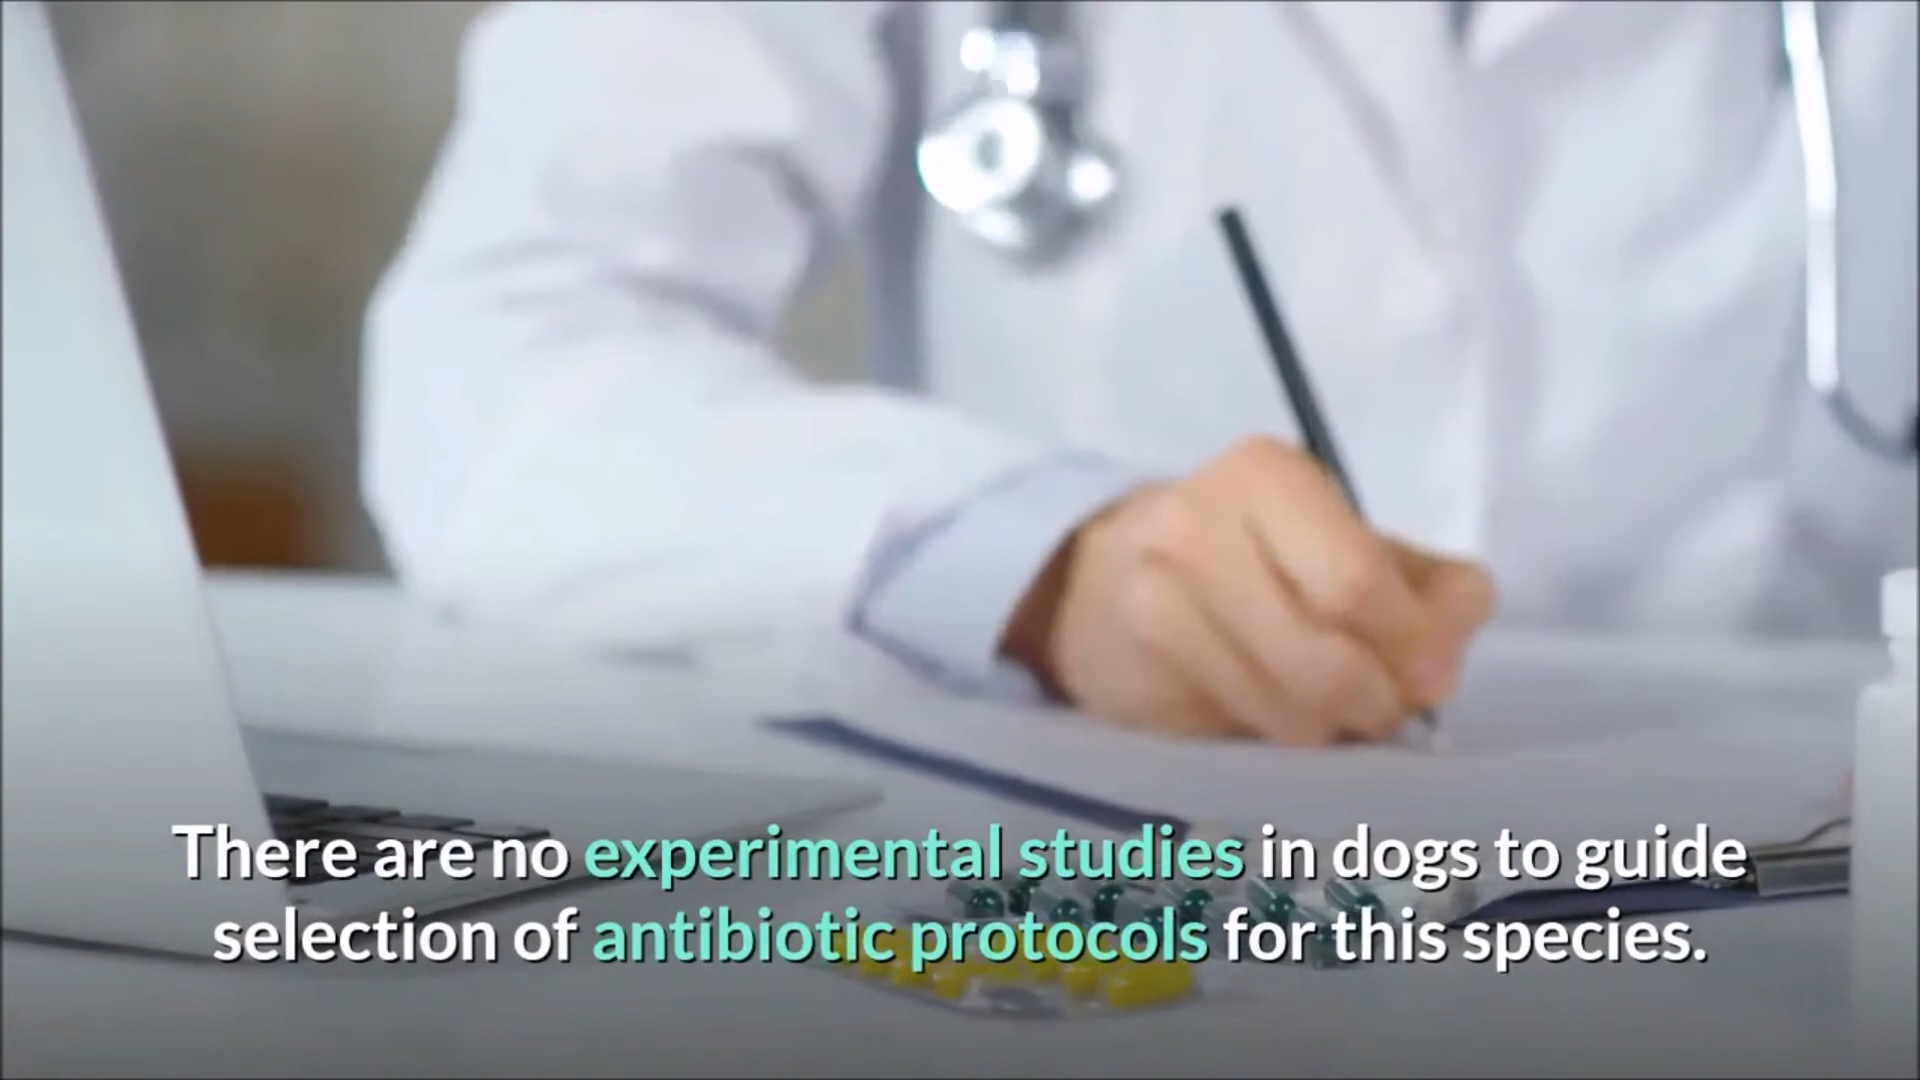 There are no experimental studies in dogs to guide
selection of antibiotic protocols for this species.